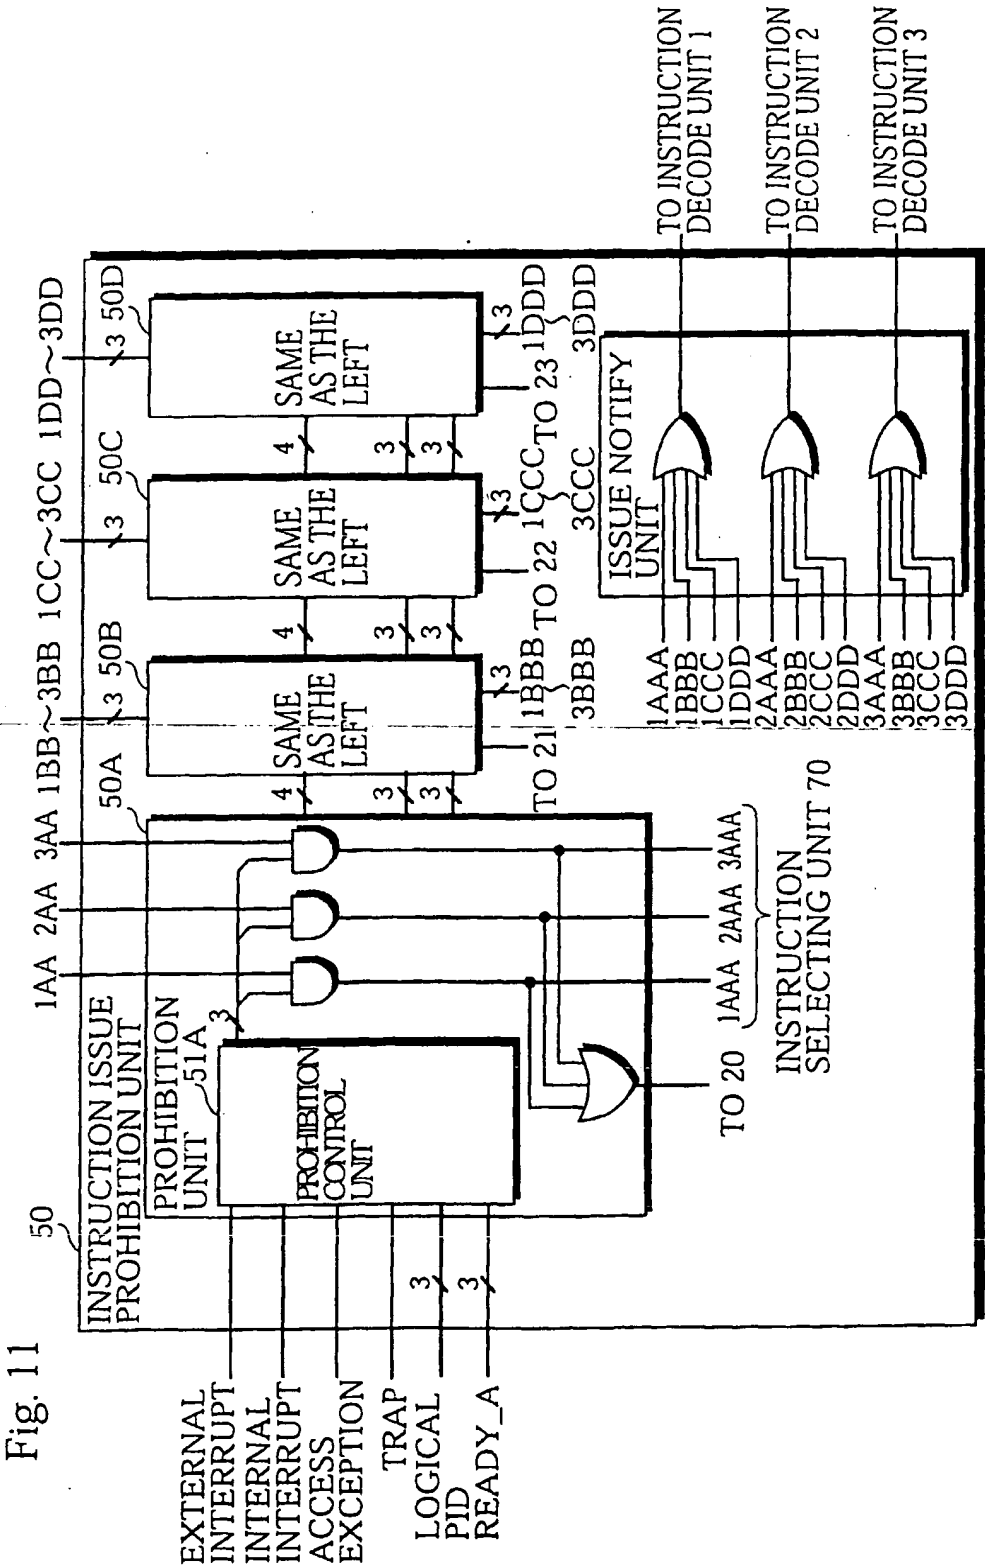 Fig. 11
50
INSTRUCTION ISSUE
PROHIBITION UNIT
1AA
2AA
3AA
1BB～3BB
1CC～3CC
1DD～3DD
3
3
3
50A
50B
50C
50D
PROHIBITION
UNIT
51A
3
PROHIBITION
CONTROL
UNIT
EXTERNAL
INTERRUPT
INTERNAL
INTERRUPT
ACCESS
EXCEPTION
TRAP
LOGICAL
PID
READY_A
3
3
4
3
3
SAME
AS THE
LEFT
4
3
3
SAME
AS THE
LEFT
4
3
3
SAME
AS THE
LEFT
TO 20
1AAA
2AAA
3AAA
INSTRUCTION
SELECTING UNIT 70
TO 21
3
1BBB
～
3BBB
TO 22
3
1CCC
～
3CCC
TO 23
3
1DDD
～
3DDD
ISSUE NOTIFY
UNIT
1AAA
1BBB
1CCC
1DDD
2AAA
2BBB
2CCC
2DDD
3AAA
3BBB
3CCC
3DDD
TO INSTRUCTION
DECODE UNIT 1
TO INSTRUCTION
DECODE UNIT 2
TO INSTRUCTION
DECODE UNIT 3